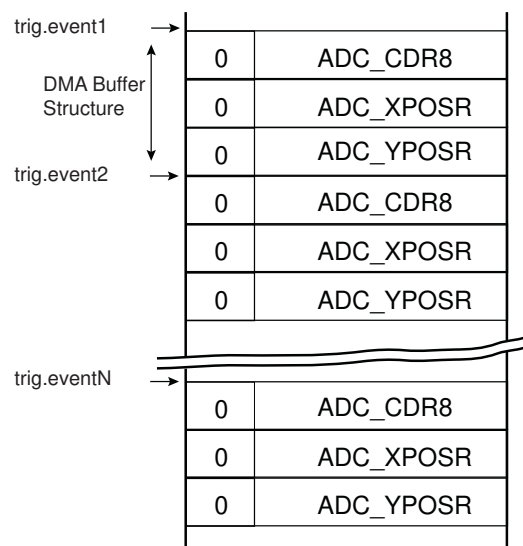 trig.event1
0 ADC_CDR8
DMA Buffer
Structure
0 ADC_XPOSR
0 ADC_YPOSR
trig.event2
0 ADC_CDR8
0 ADC_XPOSR
0 ADC_YPOSR
trig.eventN
0 ADC_CDR8
0 ADC_XPOSR
0 ADC_YPOSR